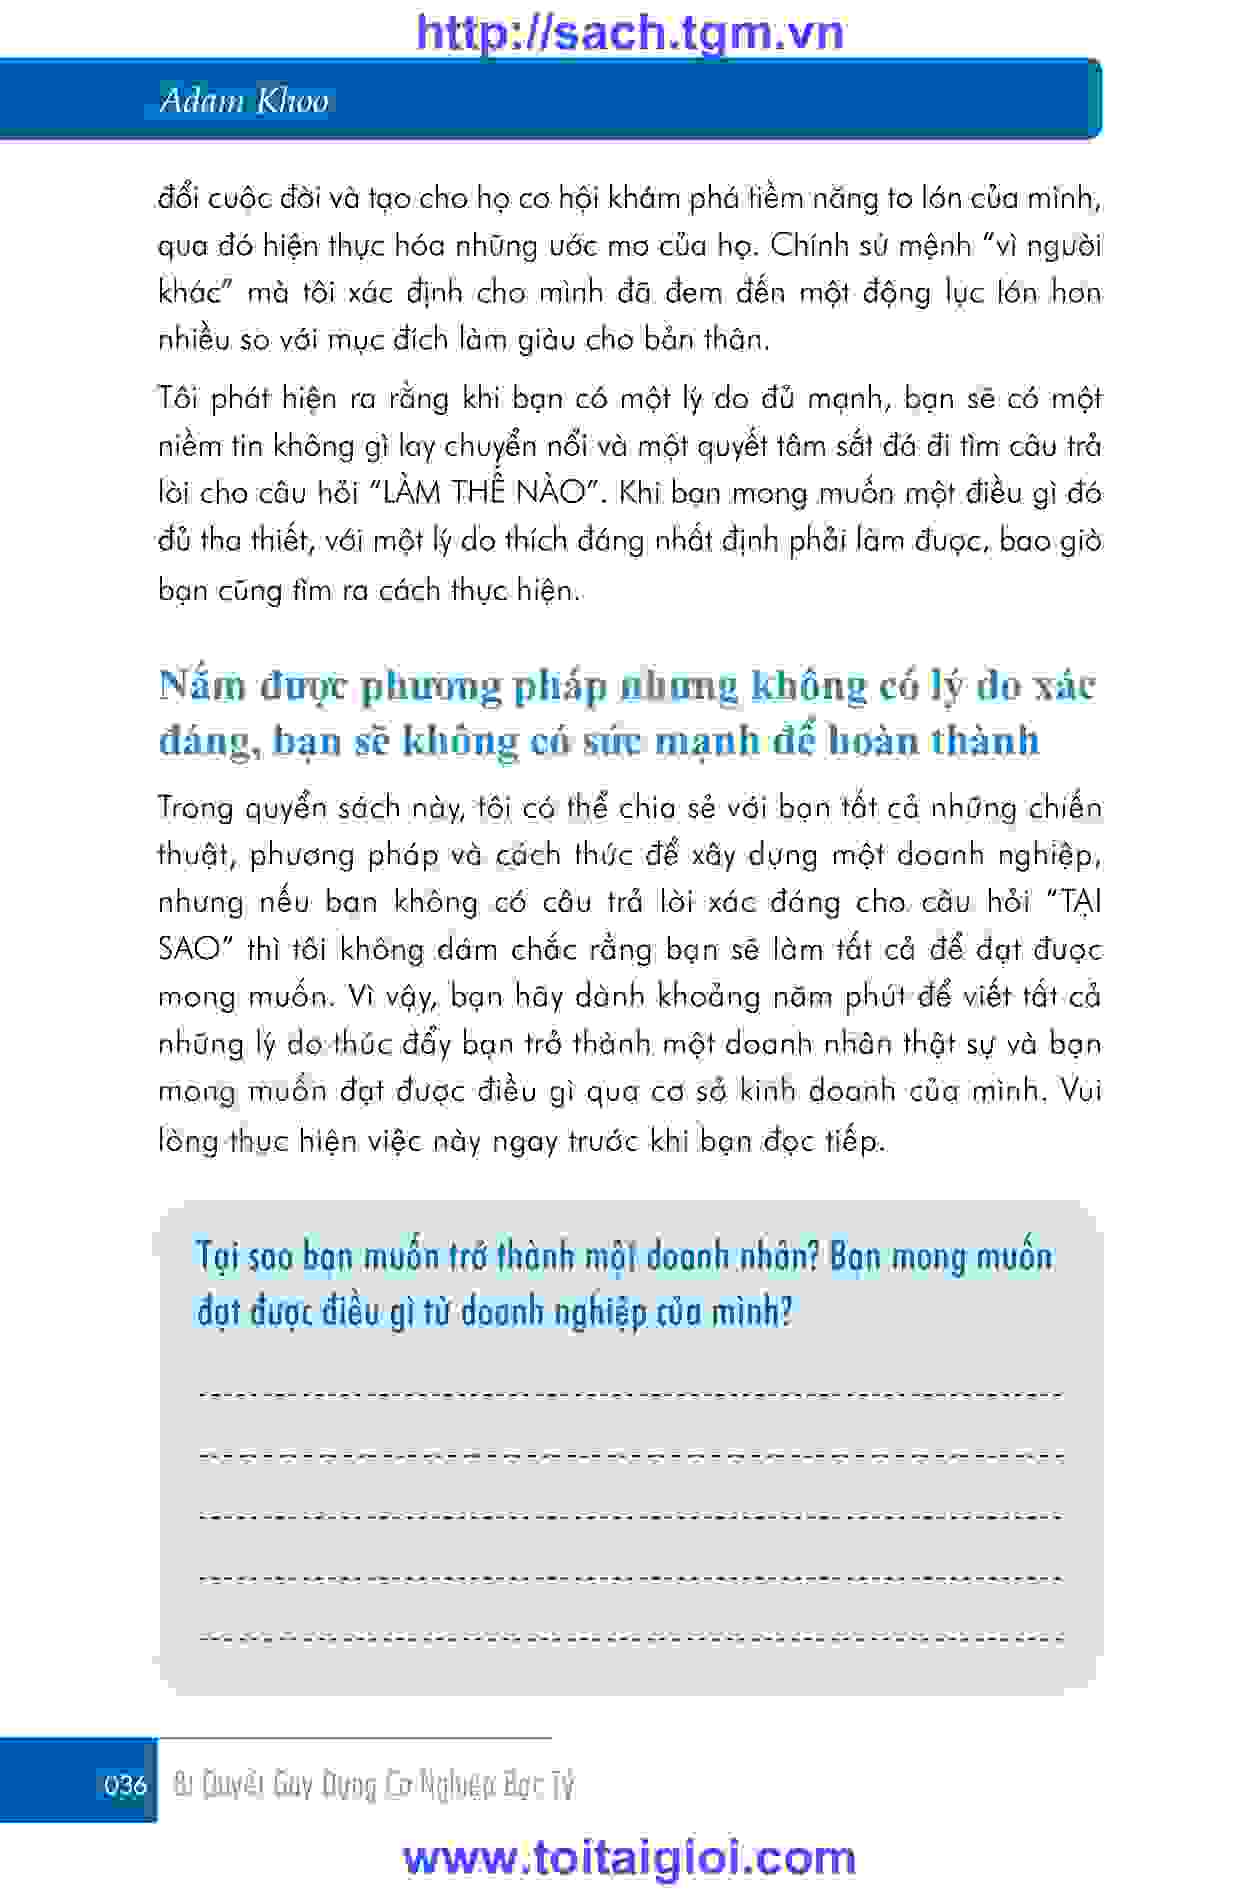 http://sach.tgm.vn
Adam Khoo
đổi cuộc đời và tạo cho họ cơ hội khám phá tiềm năng to lớn của mình,
qua đó hiện thực hóa những ước mơ của họ. Chính sứ mệnh “vì người
khác” mà tôi xác định cho mình đã đem đến một động lực lớn hơn
nhiều so với mục đích làm giàu cho bản thân.
Tôi phát hiện ra rằng khi bạn có một lý do đủ mạnh, bạn sẽ có một
niềm tin không gì lay chuyển nổi và một quyết tâm sắt đá đi tìm câu trả
lời cho câu hỏi “LÀM THẾ NÀO”. Khi bạn mong muốn một điều gì đó
đủ tha thiết, với một lý do thích đáng nhất định phải làm được, bao giờ
bạn cũng tìm ra cách thực hiện.
Nắm được phương pháp nhưng không có lý do xác
đáng, bạn sẽ không có sức mạnh để hoàn thành
Trong quyển sách này, tôi có thể chia sẻ với bạn tất cả những chiến
thuật, phương pháp và cách thức để xây dựng một doanh nghiệp,
nhưng nếu bạn không có câu trả lời xác đáng cho câu hỏi “TẠI
SAO” thì tôi không dám chắc rằng bạn sẽ làm tất cả để đạt được
mong muốn. Vì vậy, bạn hãy dành khoảng năm phút để viết tất cả
những lý do thúc đẩy bạn trở thành một doanh nhân thật sự và bạn
mong muốn đạt được điều gì qua cơ sở kinh doanh của mình. Vui
lòng thực hiện việc này ngay trước khi bạn đọc tiếp.
Tại sao bạn muốn trở thành một doanh nhân? Bạn mong muốn
đạt được điều gì từ doanh nghiệp của mình?
036 Bí Quyết Gây Dựng Cơ Nghiệp Bạc Tỷ
www.toitaigioi.com